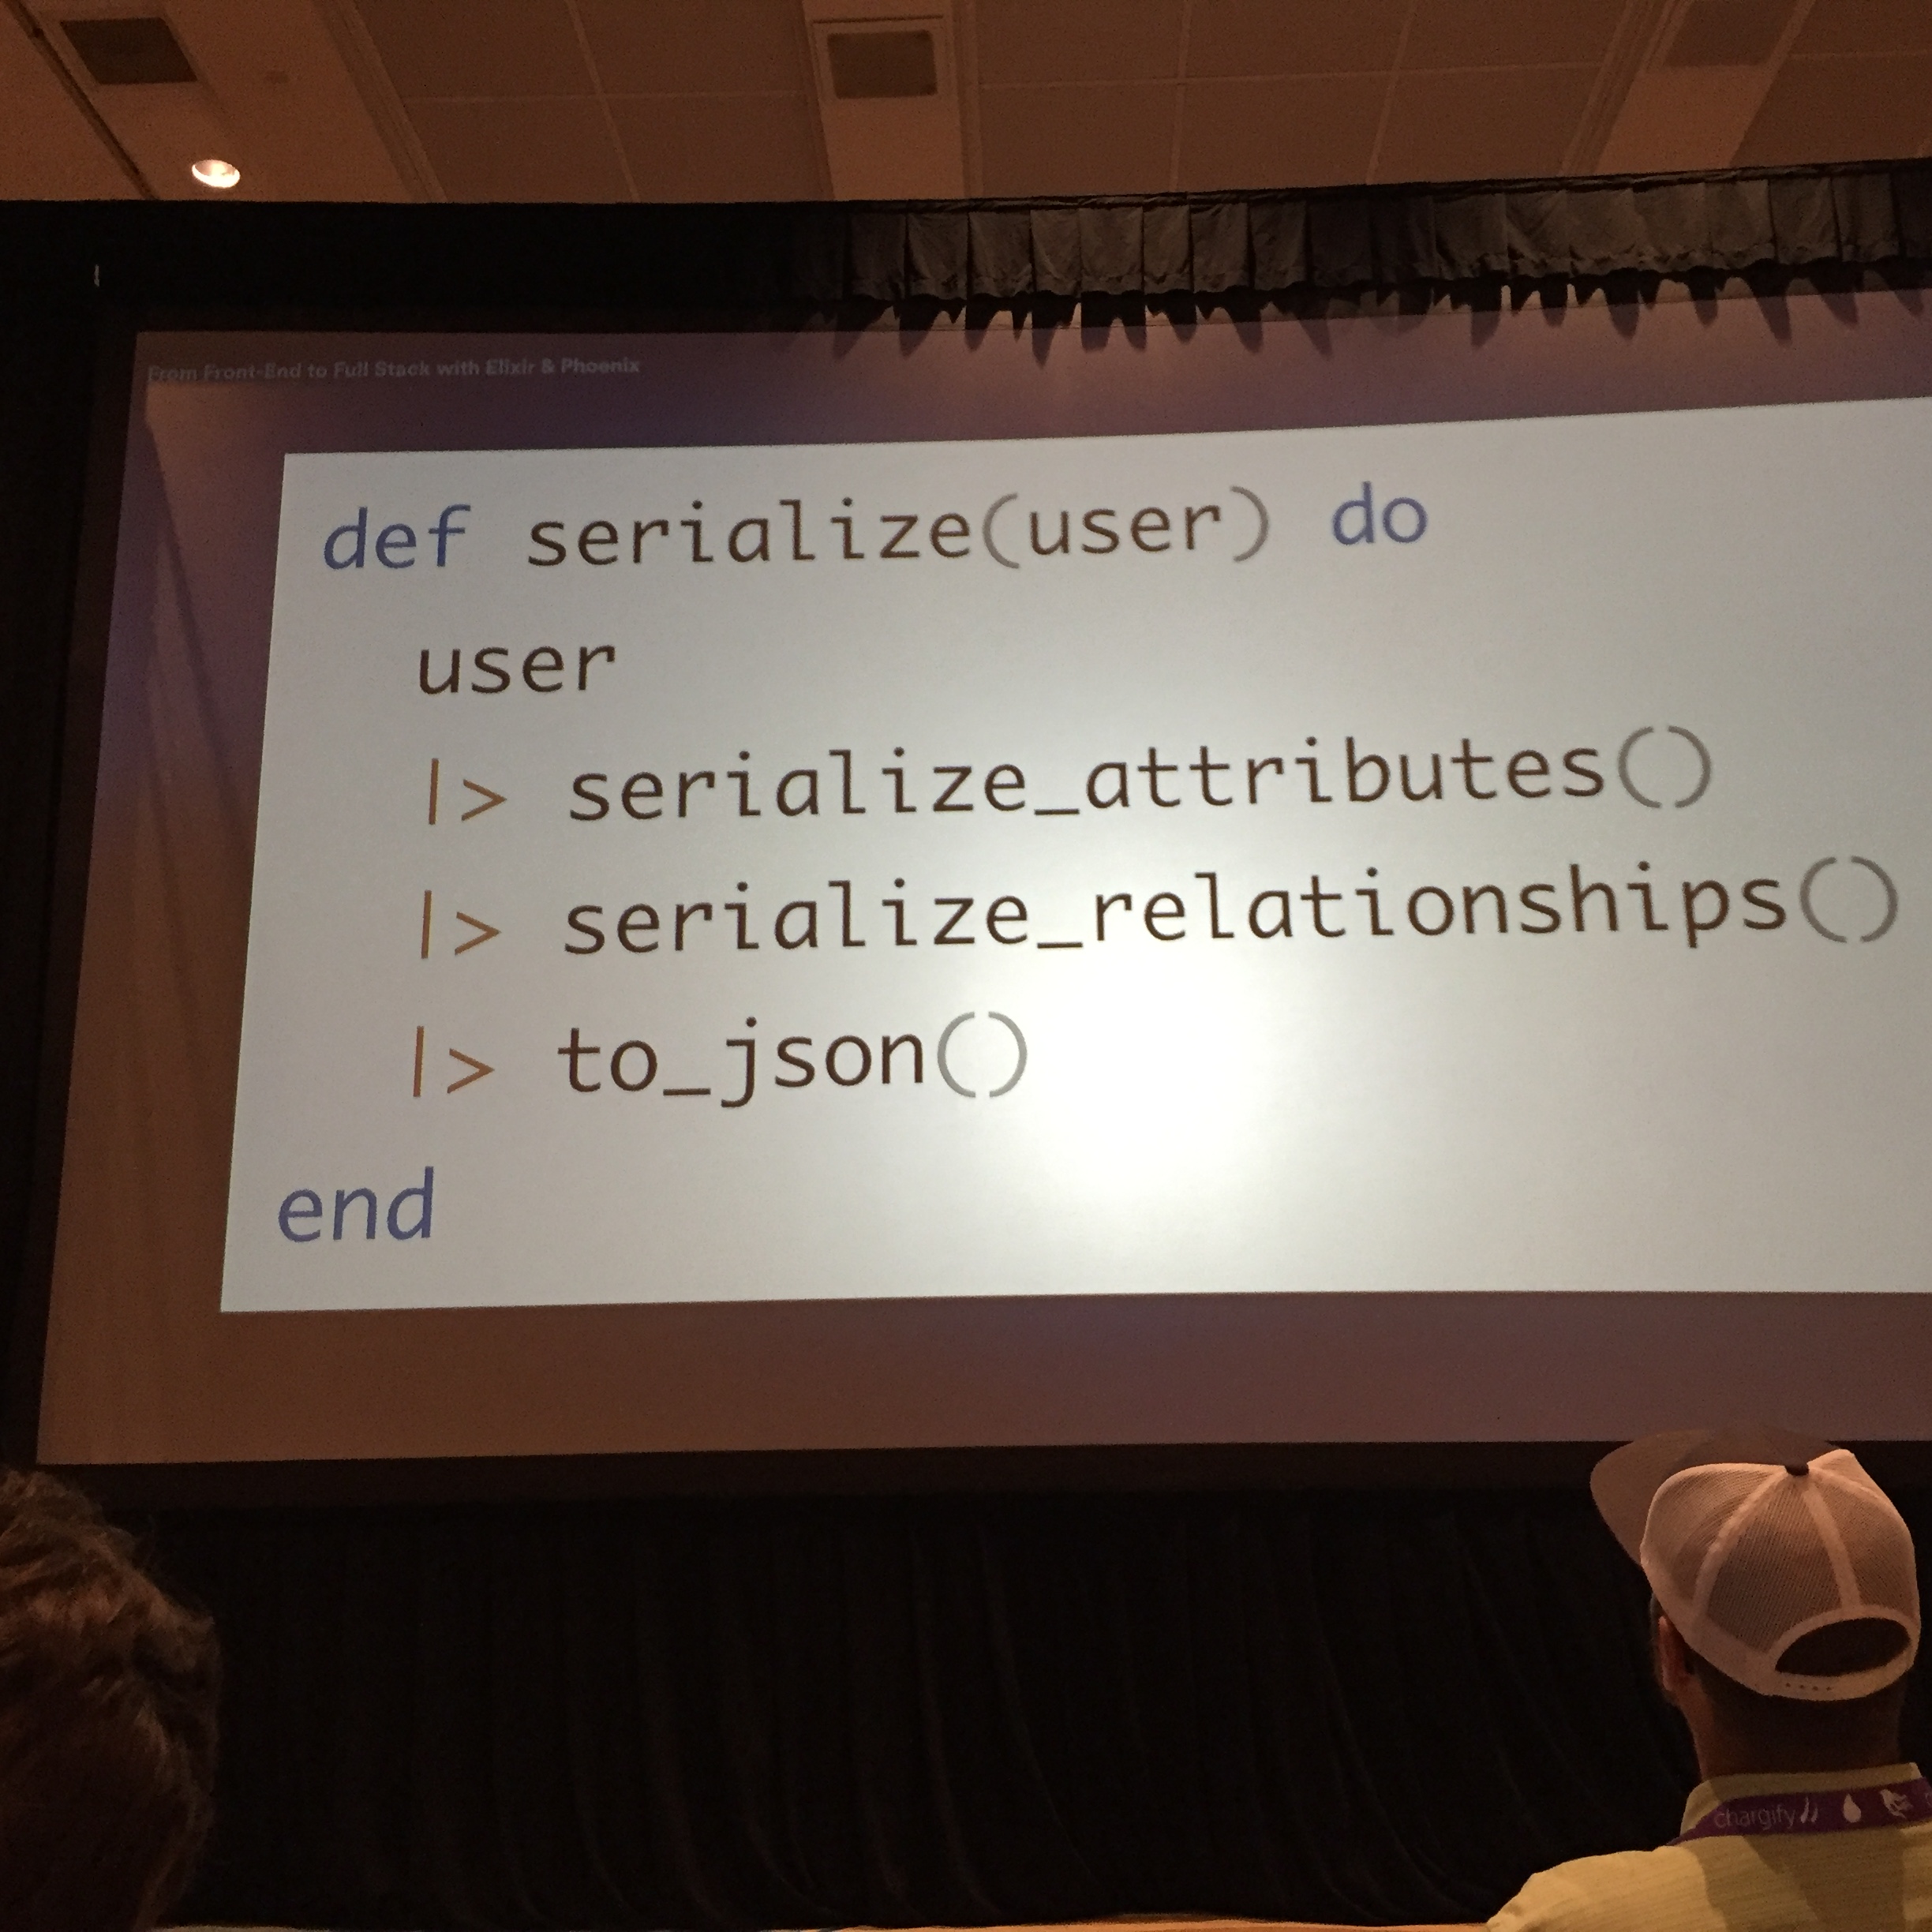 From Front-End to Full Stack with Elixir & Phoenix
def serialize(user) do
user
|> serialize_attributes()
|> serialize_relationships()
|> to_json()
end
chargify